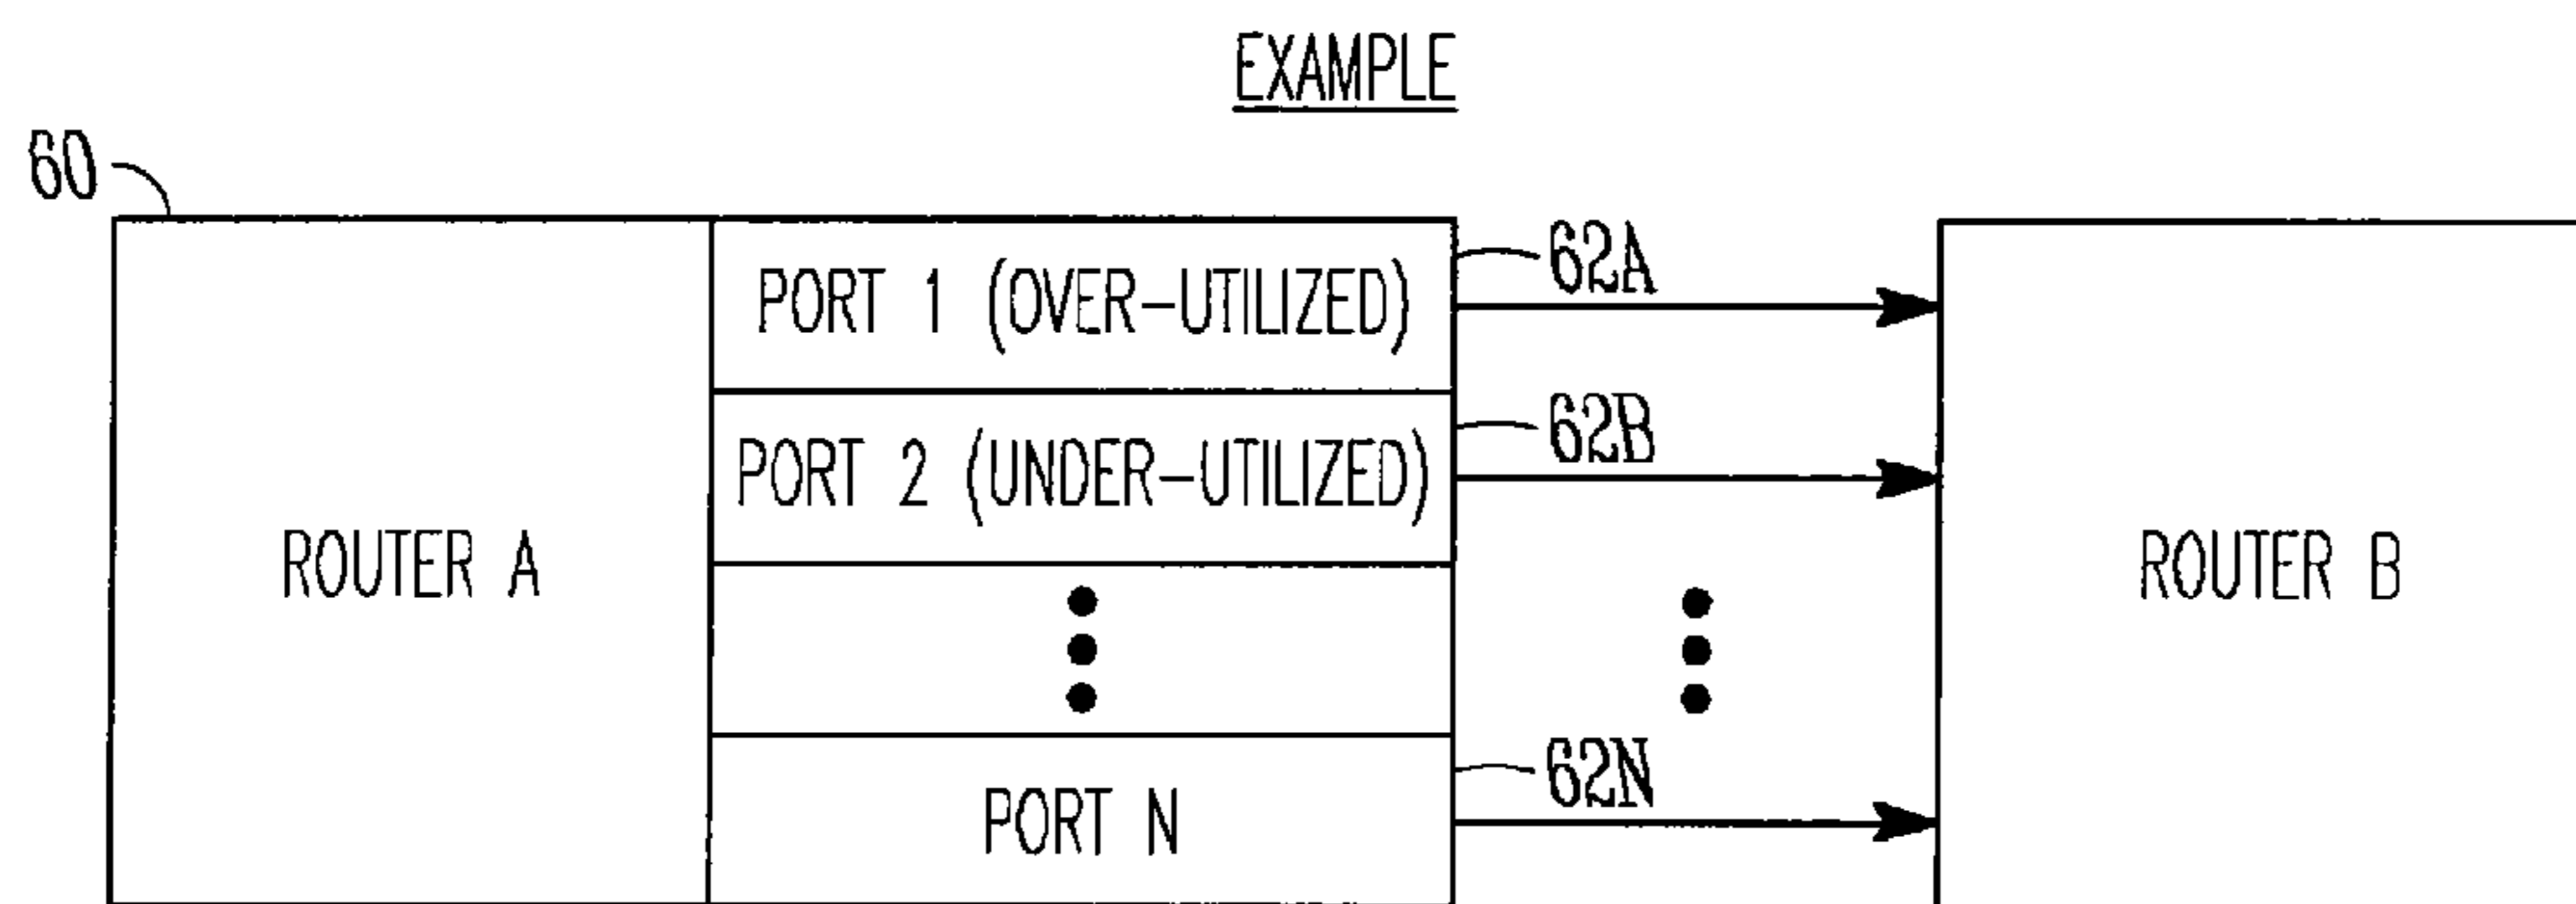 EXAMPLE
60
PORT 1 (OVER-UTILIZED)
62A
PORT 2 (UNDER-UTILIZED)
62B
ROUTER A
ROUTER B
PORT N
62N